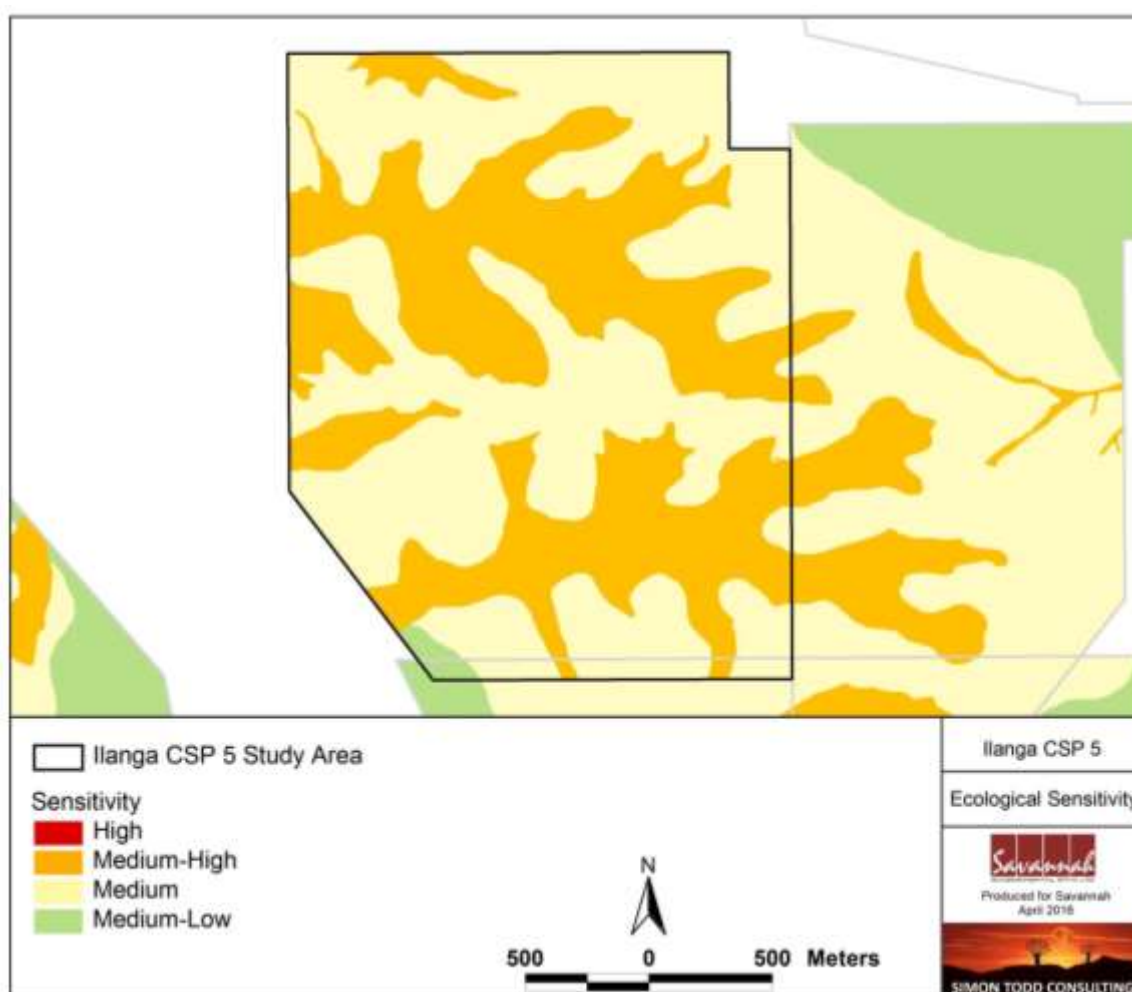 Ilanga CSP 5 Study Area
Sensitivity
High
Medium-High
Medium
Medium-Low
N
500 0 500 Meters
Ilanga CSP 5
Ecological Sensitivity
Savannah
Produced for Savannah
April 2016
SIMON TODD CONSULTING